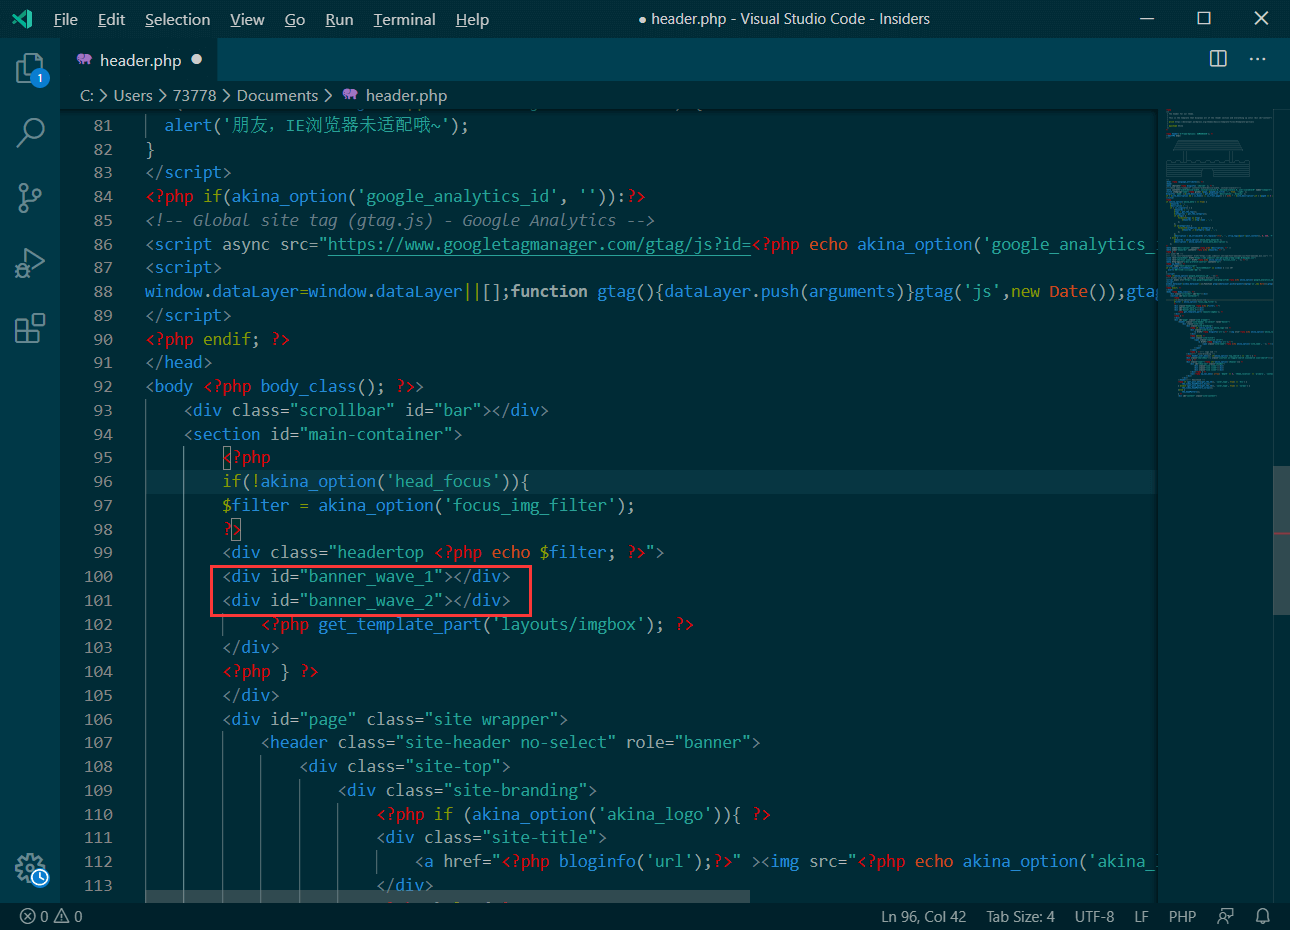 File Edit Selection View Go Run Terminal Help ● header.php - Visual Studio Code - Insiders
header.php ●
1
C: > Users > 73778 > Documents > header.php
81 alert('朋友，IE浏览器未适配哦~');
82 }
83 </script>
84 <?php if(akina_option('google_analytics_id', '')):?>
85 <!-- Global site tag (gtag.js) - Google Analytics -->
86 <script async src="https://www.googletagmanager.com/gtag/js?id=<?php echo akina_option('google_analytics_
87 <script>
88 window.dataLayer=window.dataLayer||[];function gtag(){dataLayer.push(arguments)}gtag('js',new Date());gtag
89 </script>
90 <?php endif; ?>
91 </head>
92 <body <?php body_class(); ?>>
93 <div class="scrollbar" id="bar"></div>
94 <section id="main-container">
95 <?php
96 if(!akina_option('head_focus')){
97 $filter = akina_option('focus_img_filter');
98 ?>
99 <div class="headertop <?php echo $filter; ?>">
100 <div id="banner_wave_1"></div>
101 <div id="banner_wave_2"></div>
102 <?php get_template_part('layouts/imgbox'); ?>
103 </div>
104 <?php } ?>
105 </div>
106 <div id="page" class="site wrapper">
107 <header class="site-header no-select" role="banner">
108 <div class="site-top">
109 <div class="site-branding">
110 <?php if (akina_option('akina_logo')){ ?>
111 <div class="site-title">
112 <a href="<?php bloginfo('url');?>" ><img src="<?php echo akina_option('akina_
113 </div>
0 0 Ln 96, Col 42 Tab Size: 4 UTF-8 LF PHP